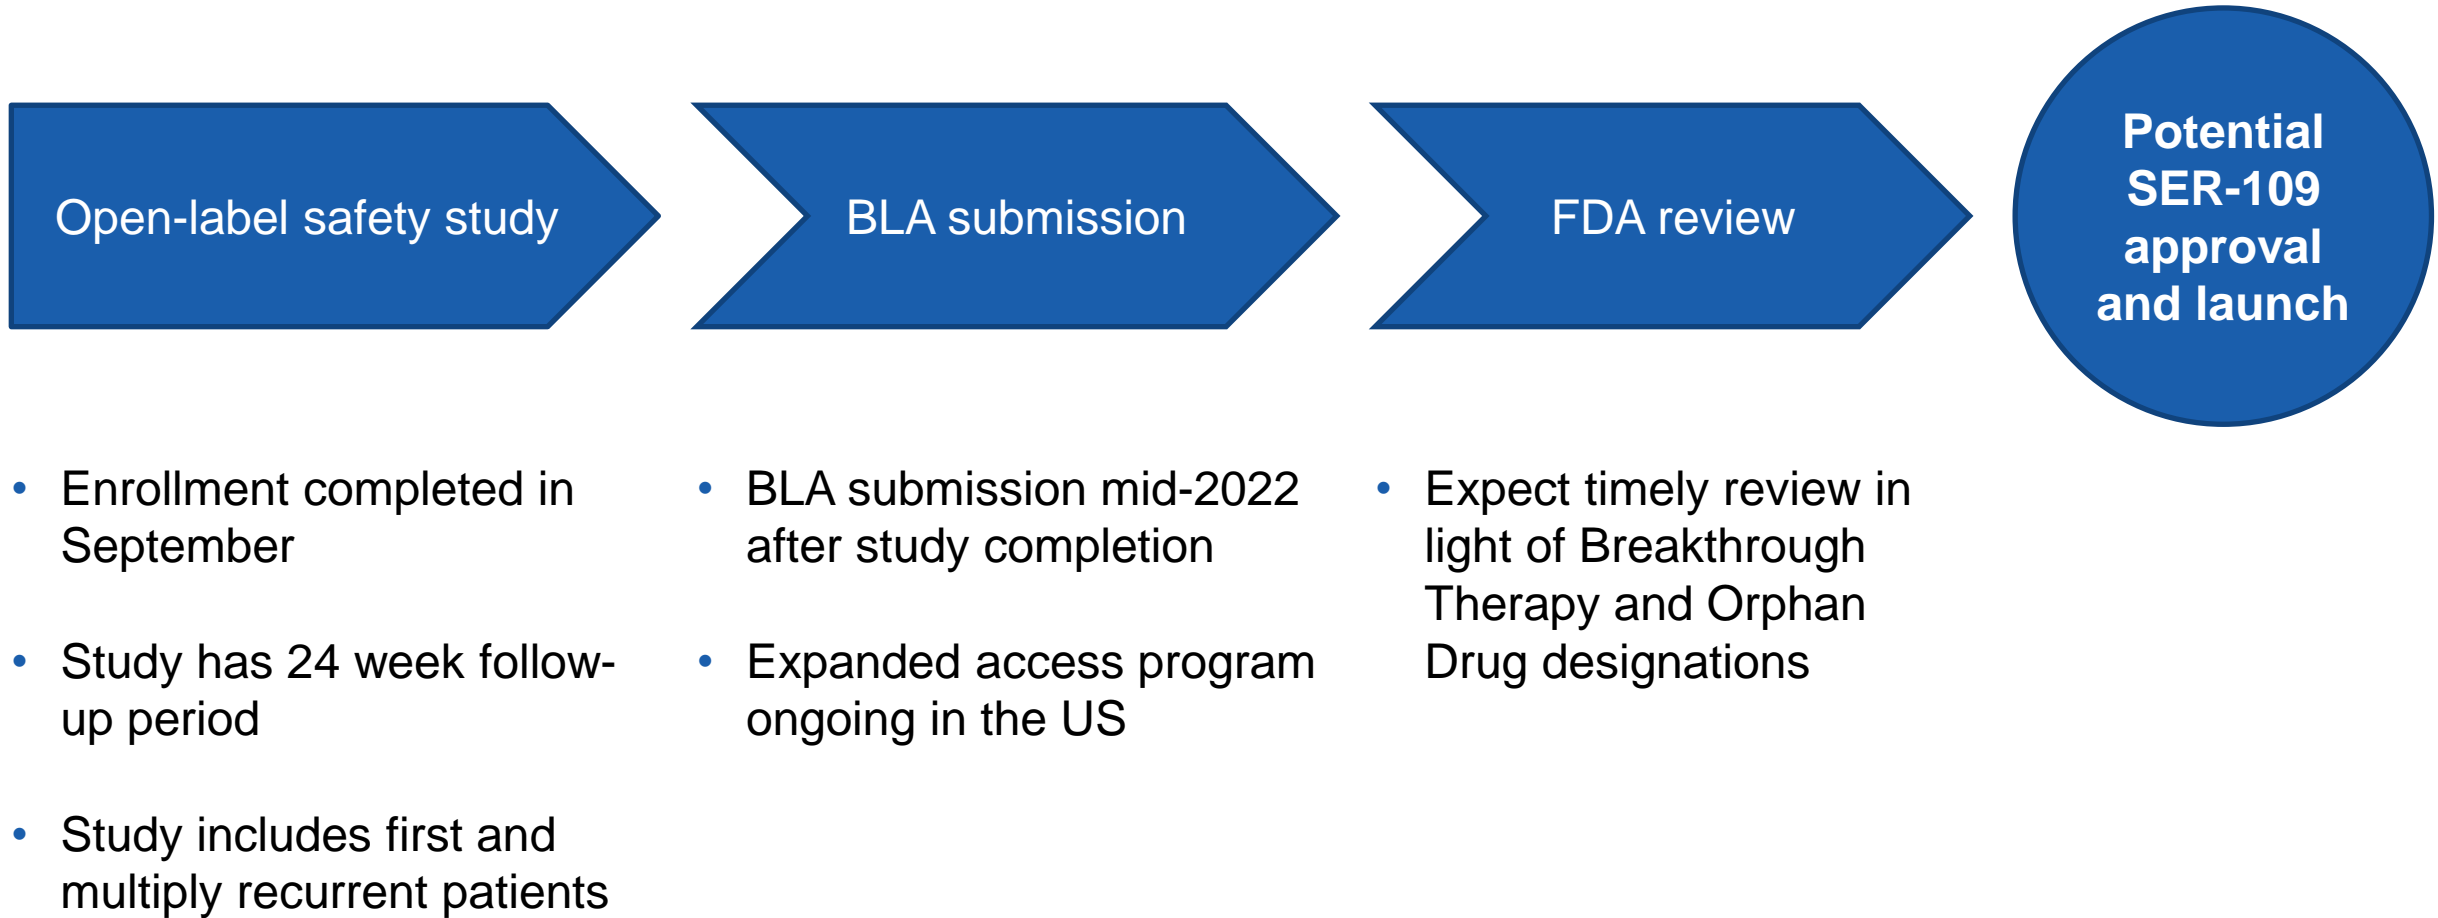 Open-label safety study
BLA submission
FDA review
Potential
SER-109
approval
and launch
• Enrollment completed in
September
• Study has 24 week follow-
up period
• Study includes first and
multiply recurrent patients
• BLA submission mid-2022
after study completion
• Expanded access program
ongoing in the US
• Expect timely review in
light of Breakthrough
Therapy and Orphan
Drug designations